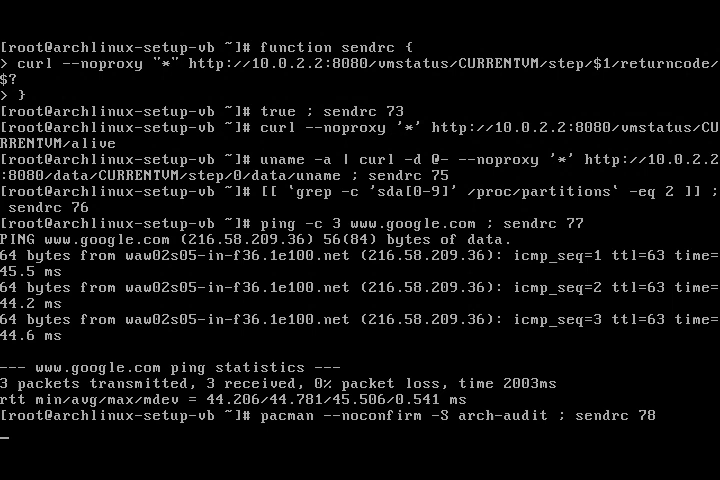 [root@archlinux-setup-vb ~]# function sendrc {
> curl --noproxy "*" http://10.0.2.2:8080/vmstatus/CURRENTVM/step/$1/returncode/
$?
> }
[root@archlinux-setup-vb ~]# true ; sendrc 73
[root@archlinux-setup-vb ~]# curl --noproxy '*' http://10.0.2.2:8080/vmstatus/CU
RRENTVM/alive
[root@archlinux-setup-vb ~]# uname -a | curl -d @- --noproxy '*' http://10.0.2.2
:8080/data/CURRENTVM/step/0/data/uname ; sendrc 75
[root@archlinux-setup-vb ~]# [[ `grep -c 'sda[0-9]' /proc/partitions` -eq 2 ]] ;
 sendrc 76
[root@archlinux-setup-vb ~]# ping -c 3 www.google.com ; sendrc 77
PING www.google.com (216.58.209.36) 56(84) bytes of data.
64 bytes from waw02s05-in-f36.1e100.net (216.58.209.36): icmp_seq=1 ttl=63 time=
45.5 ms
64 bytes from waw02s05-in-f36.1e100.net (216.58.209.36): icmp_seq=2 ttl=63 time=
44.2 ms
64 bytes from waw02s05-in-f36.1e100.net (216.58.209.36): icmp_seq=3 ttl=63 time=
44.6 ms

--- www.google.com ping statistics ---
3 packets transmitted, 3 received, 0% packet loss, time 2003ms
rtt min/avg/max/mdev = 44.206/44.781/45.506/0.541 ms
[root@archlinux-setup-vb ~]# pacman --noconfirm -S arch-audit ; sendrc 78